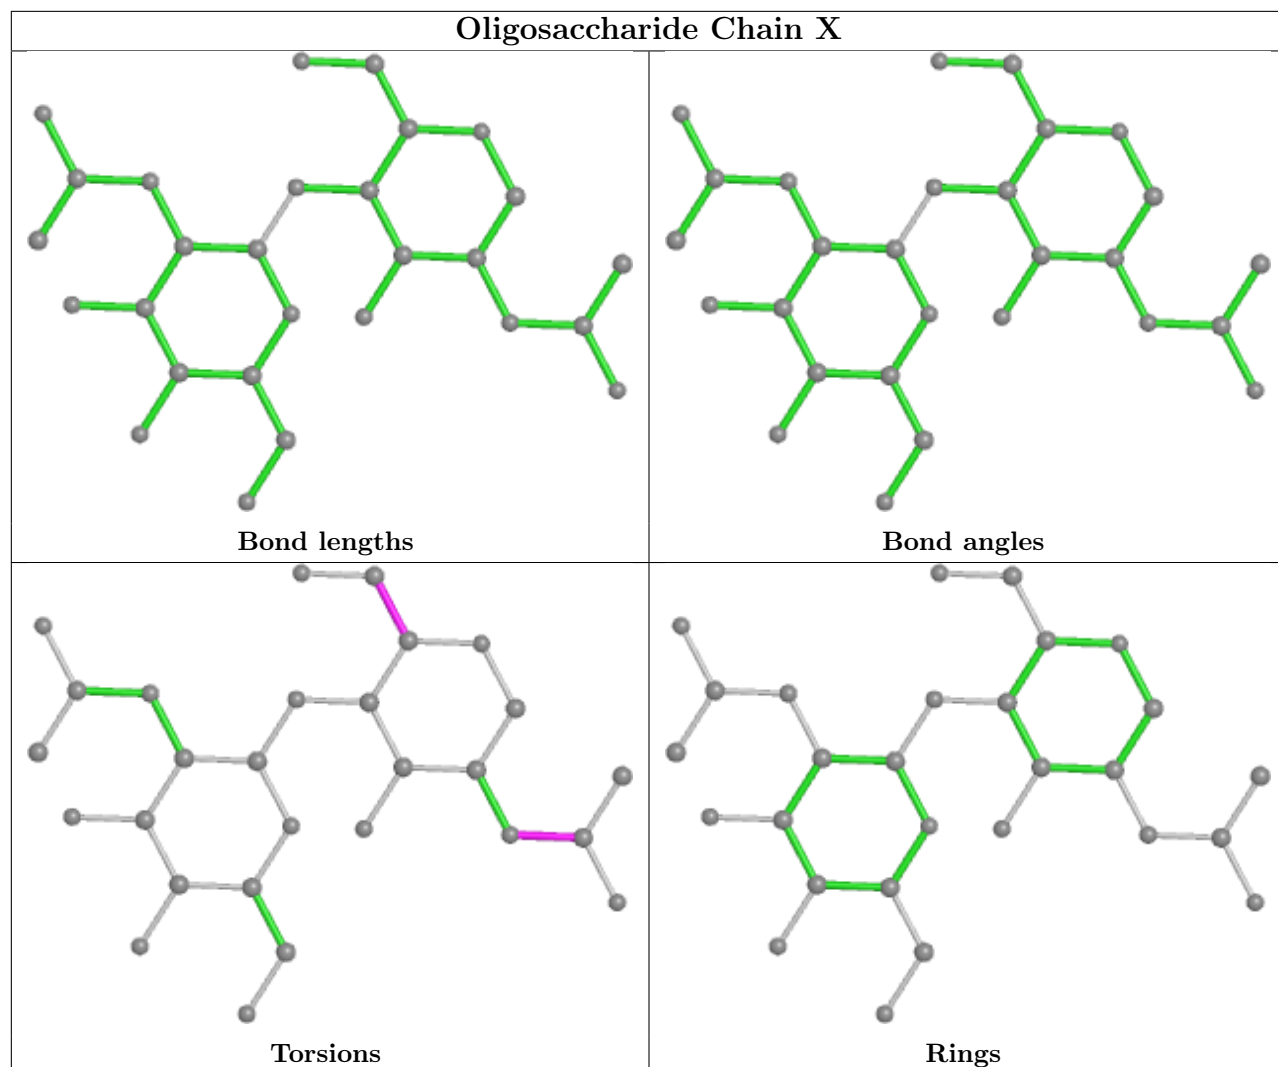 Oligosaccharide Chain X
Bond lengths
Bond angles
Torsions
Rings